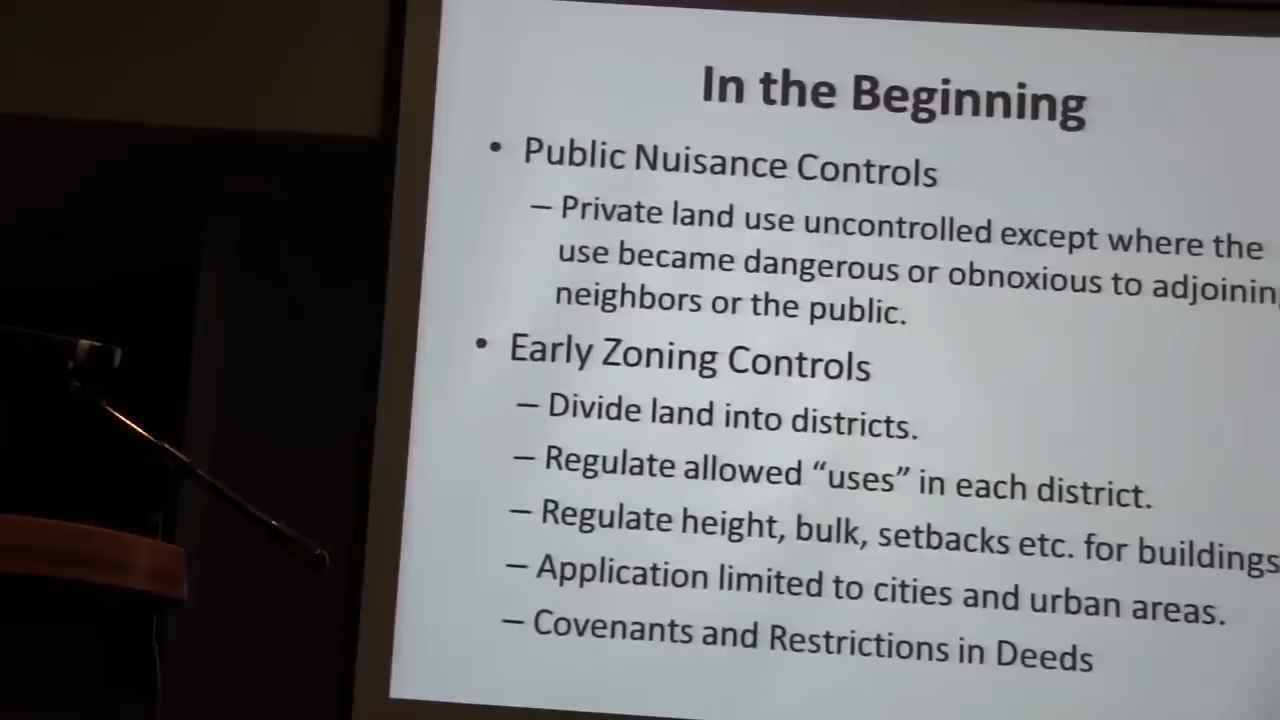 In the Beginning
• Public Nuisance Controls
– Private land use uncontrolled except where the
use became dangerous or obnoxious to adjoinin
neighbors or the public.
• Early Zoning Controls
– Divide land into districts.
– Regulate allowed “uses” in each district.
– Regulate height, bulk, setbacks etc. for buildings
– Application limited to cities and urban areas.
– Covenants and Restrictions in Deeds